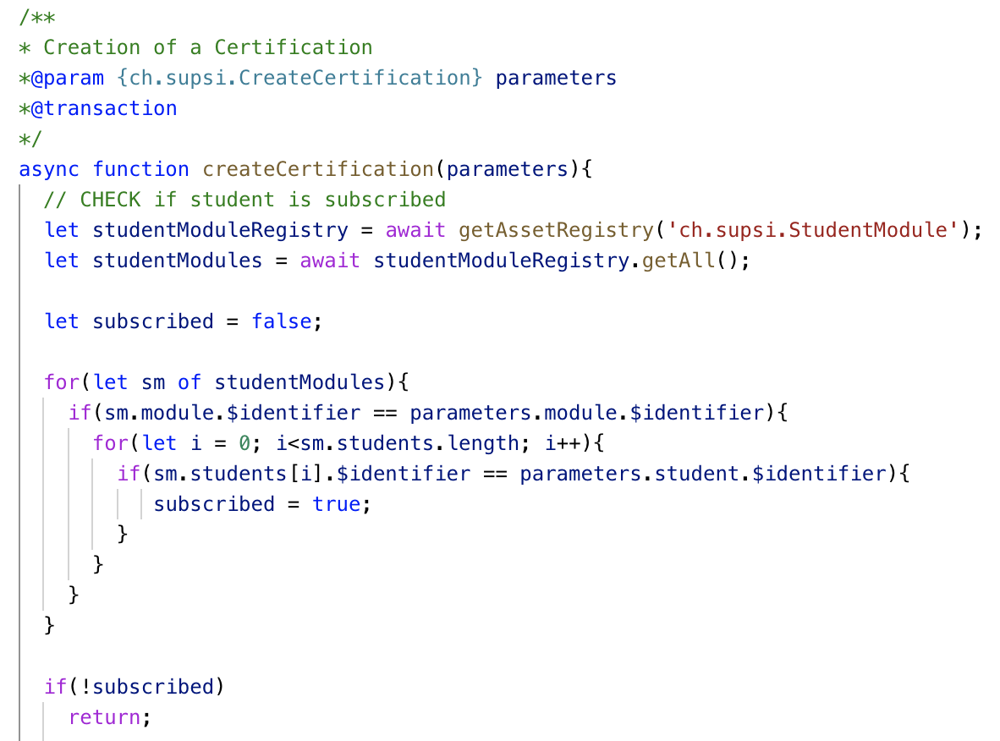 /**
* Creation of a Certification
*@param {ch.supsi.CreateCertification} parameters
*@transaction
*/
async function createCertification(parameters){
  // CHECK if student is subscribed
  let studentModuleRegistry = await getAssetRegistry('ch.supsi.StudentModule');
  let studentModules = await studentModuleRegistry.getAll();

  let subscribed = false;

  for(let sm of studentModules){
    if(sm.module.$identifier == parameters.module.$identifier){
      for(let i = 0; i<sm.students.length; i++){
        if(sm.students[i].$identifier == parameters.student.$identifier){
           subscribed = true;
        }
      }
    }
  }

  if(!subscribed)
    return;